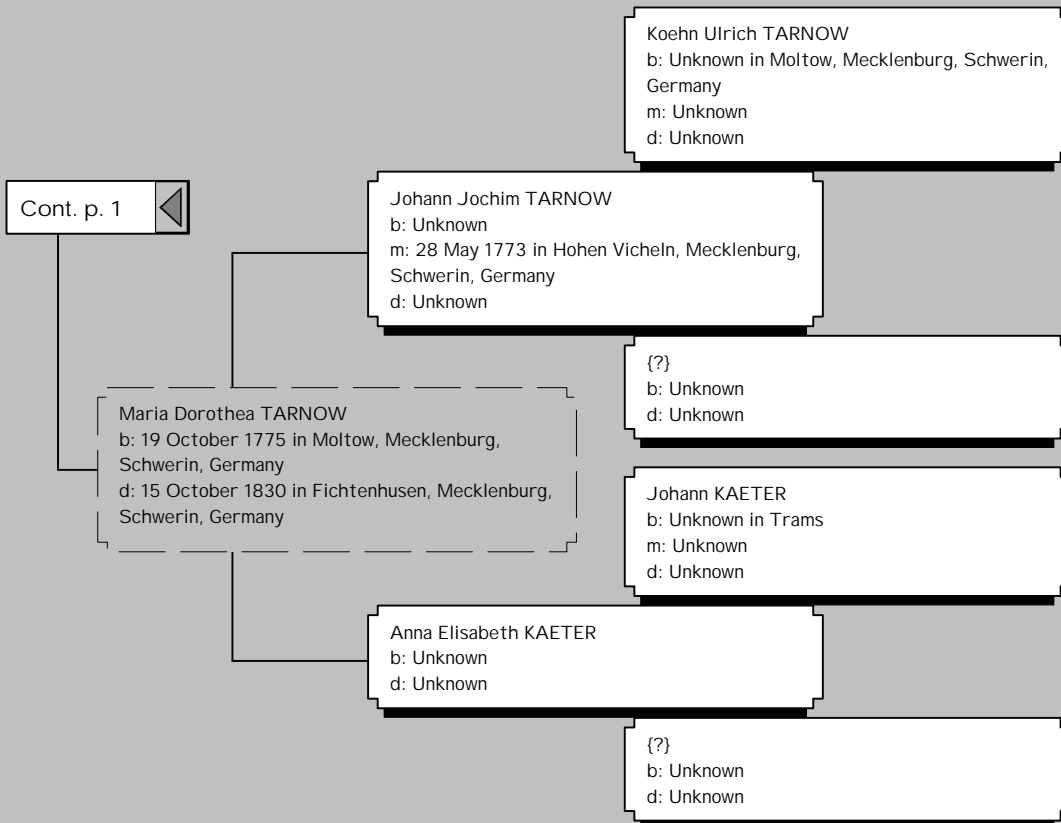 Koehn Ulrich TARNOW
b: Unknown in Moltow, Mecklenburg, Schwerin,
Germany
m: Unknown
d: Unknown
Cont. p. 1
Johann Jochim TARNOW
b: Unknown
m: 28 May 1773 in Hohen Vicheln, Mecklenburg,
Schwerin, Germany
d: Unknown
{?}
b: Unknown
d: Unknown
Maria Dorothea TARNOW
b: 19 October 1775 in Moltow, Mecklenburg,
Schwerin, Germany
d: 15 October 1830 in Fichtenhusen, Mecklenburg,
Schwerin, Germany
Johann KAETER
b: Unknown in Trams
m: Unknown
d: Unknown
Anna Elisabeth KAETER
b: Unknown
d: Unknown
{?}
b: Unknown
d: Unknown